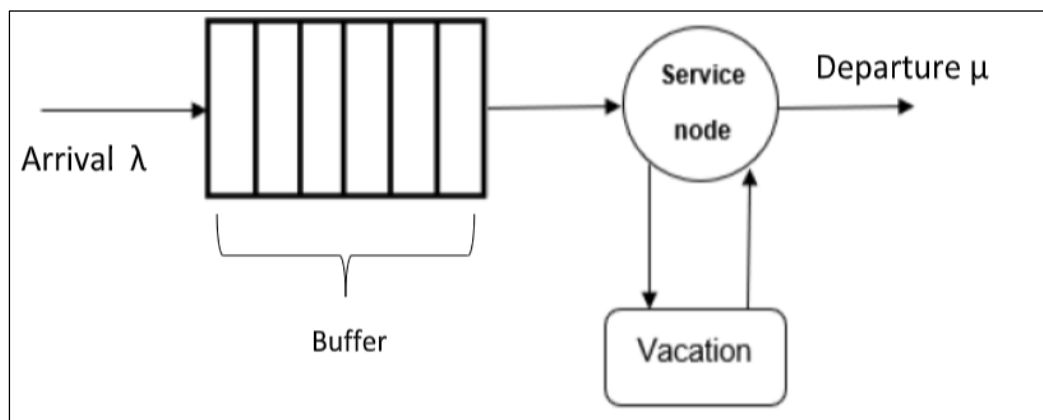 Arrival λ
Buffer
Service
node
Departure μ
Vacation